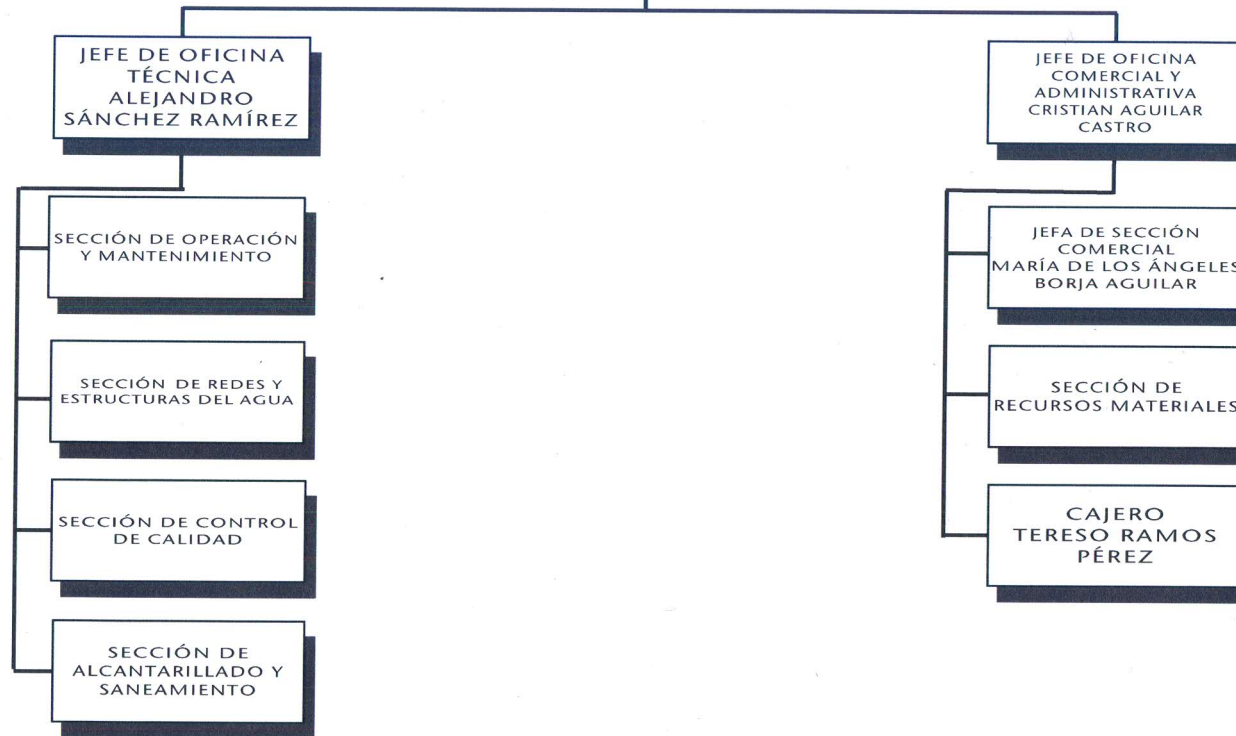 JEFE DE OFICINA
TÉCNICA
ALEJANDRO
SÁNCHEZ RAMÍREZ
SECCIÓN DE OPERACIÓN
Y MANTENIMIENTO
SECCIÓN DE REDES Y
ESTRUCTURAS DEL AGUA
SECCIÓN DE CONTROL
DE CALIDAD
SECCIÓN DE
ALCANTARILLADO Y
SANEAMIENTO
JEFE DE OFICINA
COMERCIAL Y
ADMINISTRATIVA
CRISTIAN AGUILAR
CASTRO
JEFA DE SECCIÓN
COMERCIAL
MARÍA DE LOS ÁNGELES
BORJA AGUILAR
SECCIÓN DE
RECURSOS MATERIALES
CAJERO
TERESO RAMOS
PÉREZ